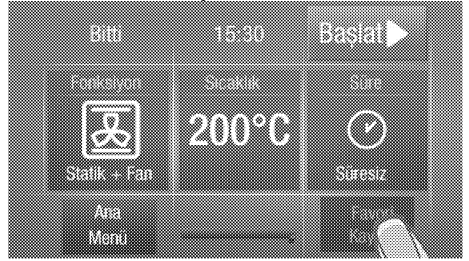 Bitti 15:30 Başlat
Fonksiyon Sıcaklık Süre
200°C
Statik + Fan Süresiz
Ana
Menü